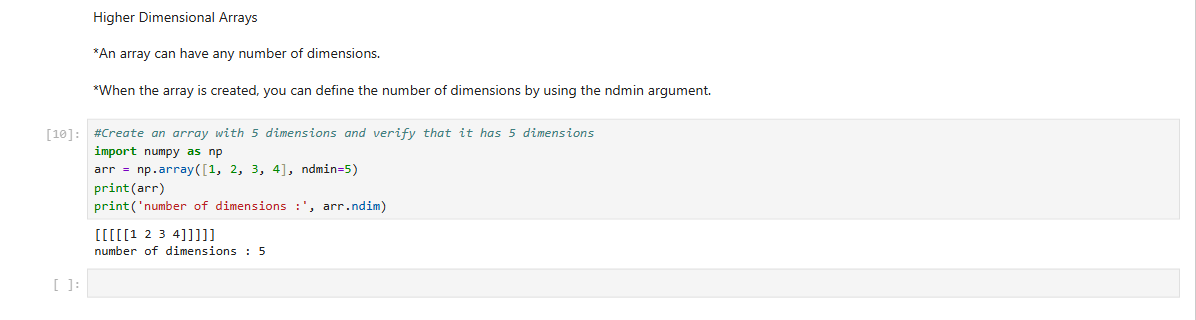 Higher Dimensional Arrays
*An array can have any number of dimensions.
*When the array is created, you can define the number of dimensions by using the ndmin argument.
[10]: #Create an array with 5 dimensions and verify that it has 5 dimensions
import numpy as np
arr = np.array([1, 2, 3, 4], ndmin=5)
print(arr)
print('number of dimensions :', arr.ndim)
[[[[[1 2 3 4]]]]]
number of dimensions : 5
[ ]: